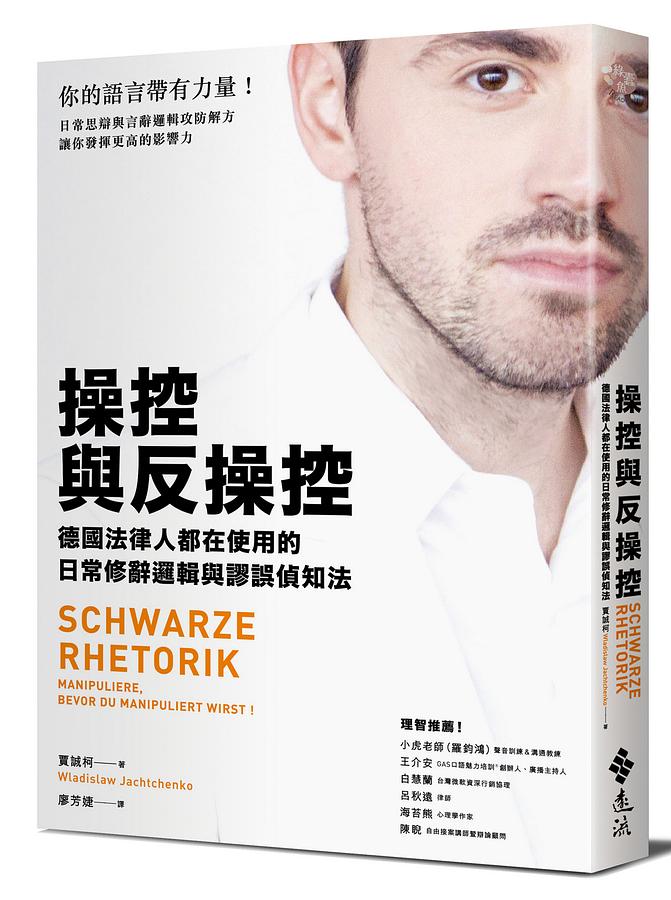 你的語言帶有力量！
日常思辯與言辭邏輯攻防解方
讓你發揮更高的影響力
操控
與反操控
德國法律人都在使用的
日常修辭邏輯與謬誤偵知法
SCHWARZE
RHETORIK
MANIPULIERE,
BEVOR DU MANIPULIERT WIRST !
賈誠柯——著
Wladislaw Jachtchenko
廖芳婕——譯
理智推薦！
小虎老師（羅鈞鴻） 聲音訓練＆溝通教練
王介安 GAS口語魅力培訓®創辦人、廣播主持人
白慧蘭 台灣微軟資深行銷協理
呂秋遠 律師
海苔熊 心理學作家
陳晲 自由接案講師暨辯論顧問
操控與反操控
德國法律人都在使用的日常修辭邏輯與謬誤偵知法
SCHWARZE
RHETORIK
賈誠柯 Wladislaw Jachtchenko——著
遠流